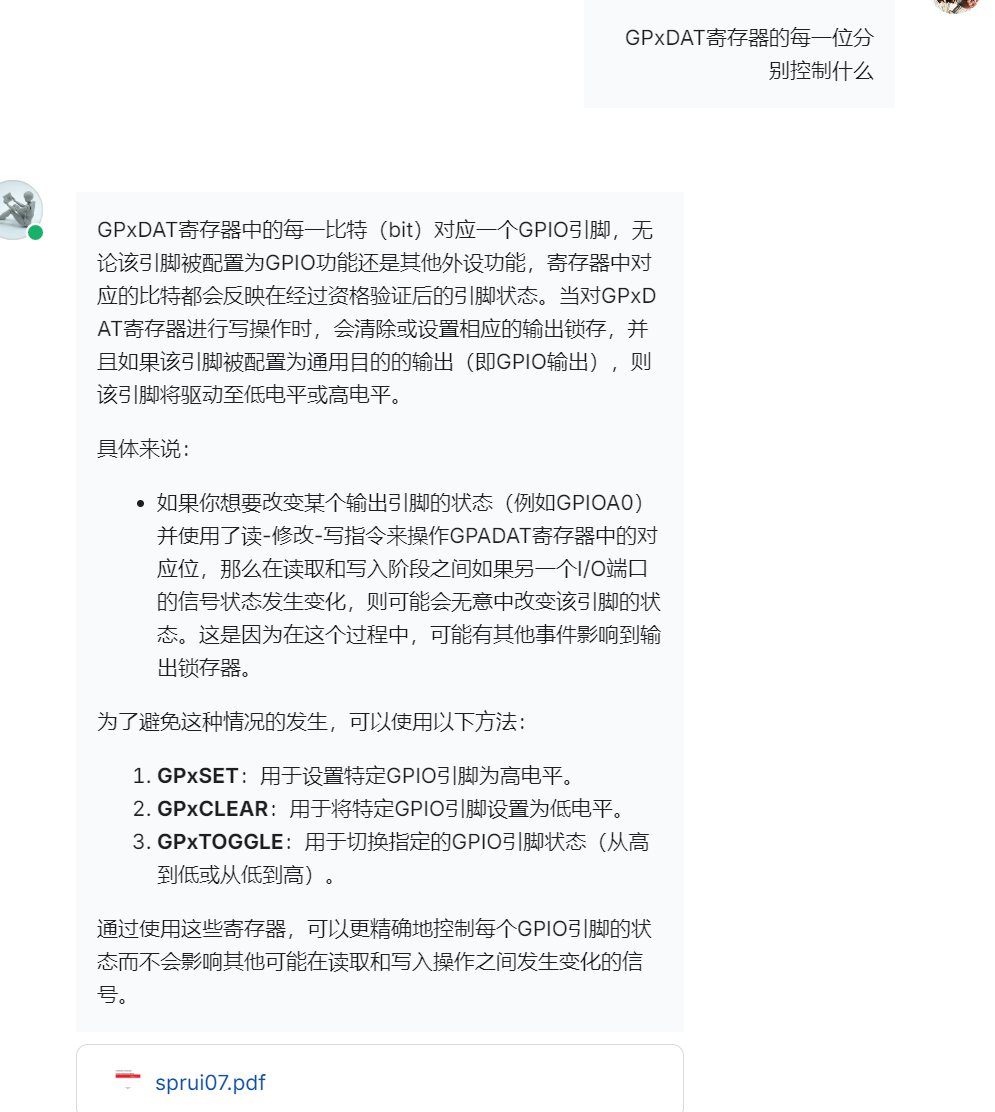 GPxDAT寄存器的每一位分
别控制什么
GPxDAT寄存器中的每一比特（bit）对应一个GPIO引脚，无
论该引脚被配置为GPIO功能还是其他外设功能，寄存器中对
应的比特都会反映在经过资格验证后的引脚状态。当对GPxD
AT寄存器进行写操作时，会清除或设置相应的输出锁存，并
且如果该引脚被配置为通用目的的输出（即GPIO输出），则
该引脚将驱动至低电平或高电平。
具体来说：
• 如果你想要改变某个输出引脚的状态（例如GPIOA0）
并使用了读-修改-写指令来操作GPADAT寄存器中的对
应位，那么在读取和写入阶段之间如果另一个I/O端口
的信号状态发生变化，则可能会无意中改变该引脚的状
态。这是因为在这个过程中，可能有其他事件影响到输
出锁存器。
为了避免这种情况的发生，可以使用以下方法：
1. GPxSET：用于设置特定GPIO引脚为高电平。
2. GPxCLEAR：用于将特定GPIO引脚设置为低电平。
3. GPxTOGGLE：用于切换指定的GPIO引脚状态（从高
到低或从低到高）。
通过使用这些寄存器，可以更精确地控制每个GPIO引脚的状
态而不会影响其他可能在读取和写入操作之间发生变化的信
号。
sprui07.pdf